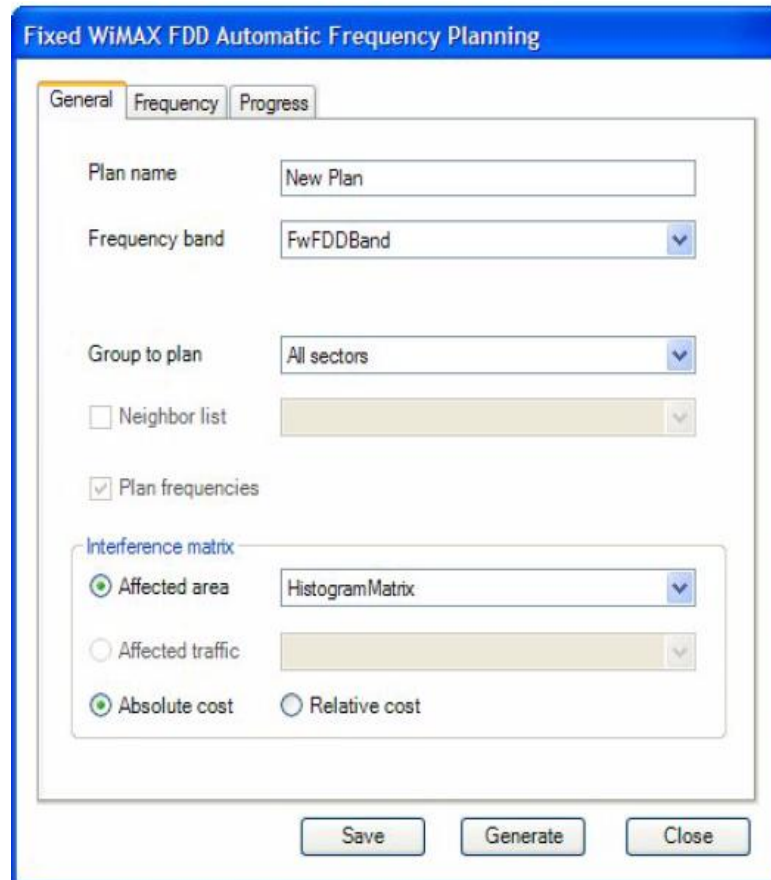 Fixed WiMAX FDD Automatic Frequency Planning
General Frequency Progress
Plan name New Plan
Frequency band FwFDDBand
Group to plan All sectors
Neighbor list
Plan frequencies
Interference matrix
Affected area HistogramMatrix
Affected traffic
Absolute cost Relative cost
Save Generate Close